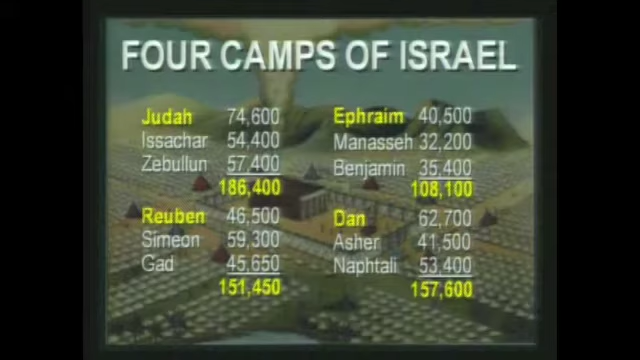 FOUR CAMPS OF ISRAEL
Judah 74,600
Issachar 54,400
Zebullun 57,400
186,400
Reuben 46,500
Simeon 59,300
Gad 45,650
151,450
Ephraim 40,500
Manasseh 32,200
Benjamin 35,400
108,100
Dan 62,700
Asher 41,500
Naphtali 53,400
157,600